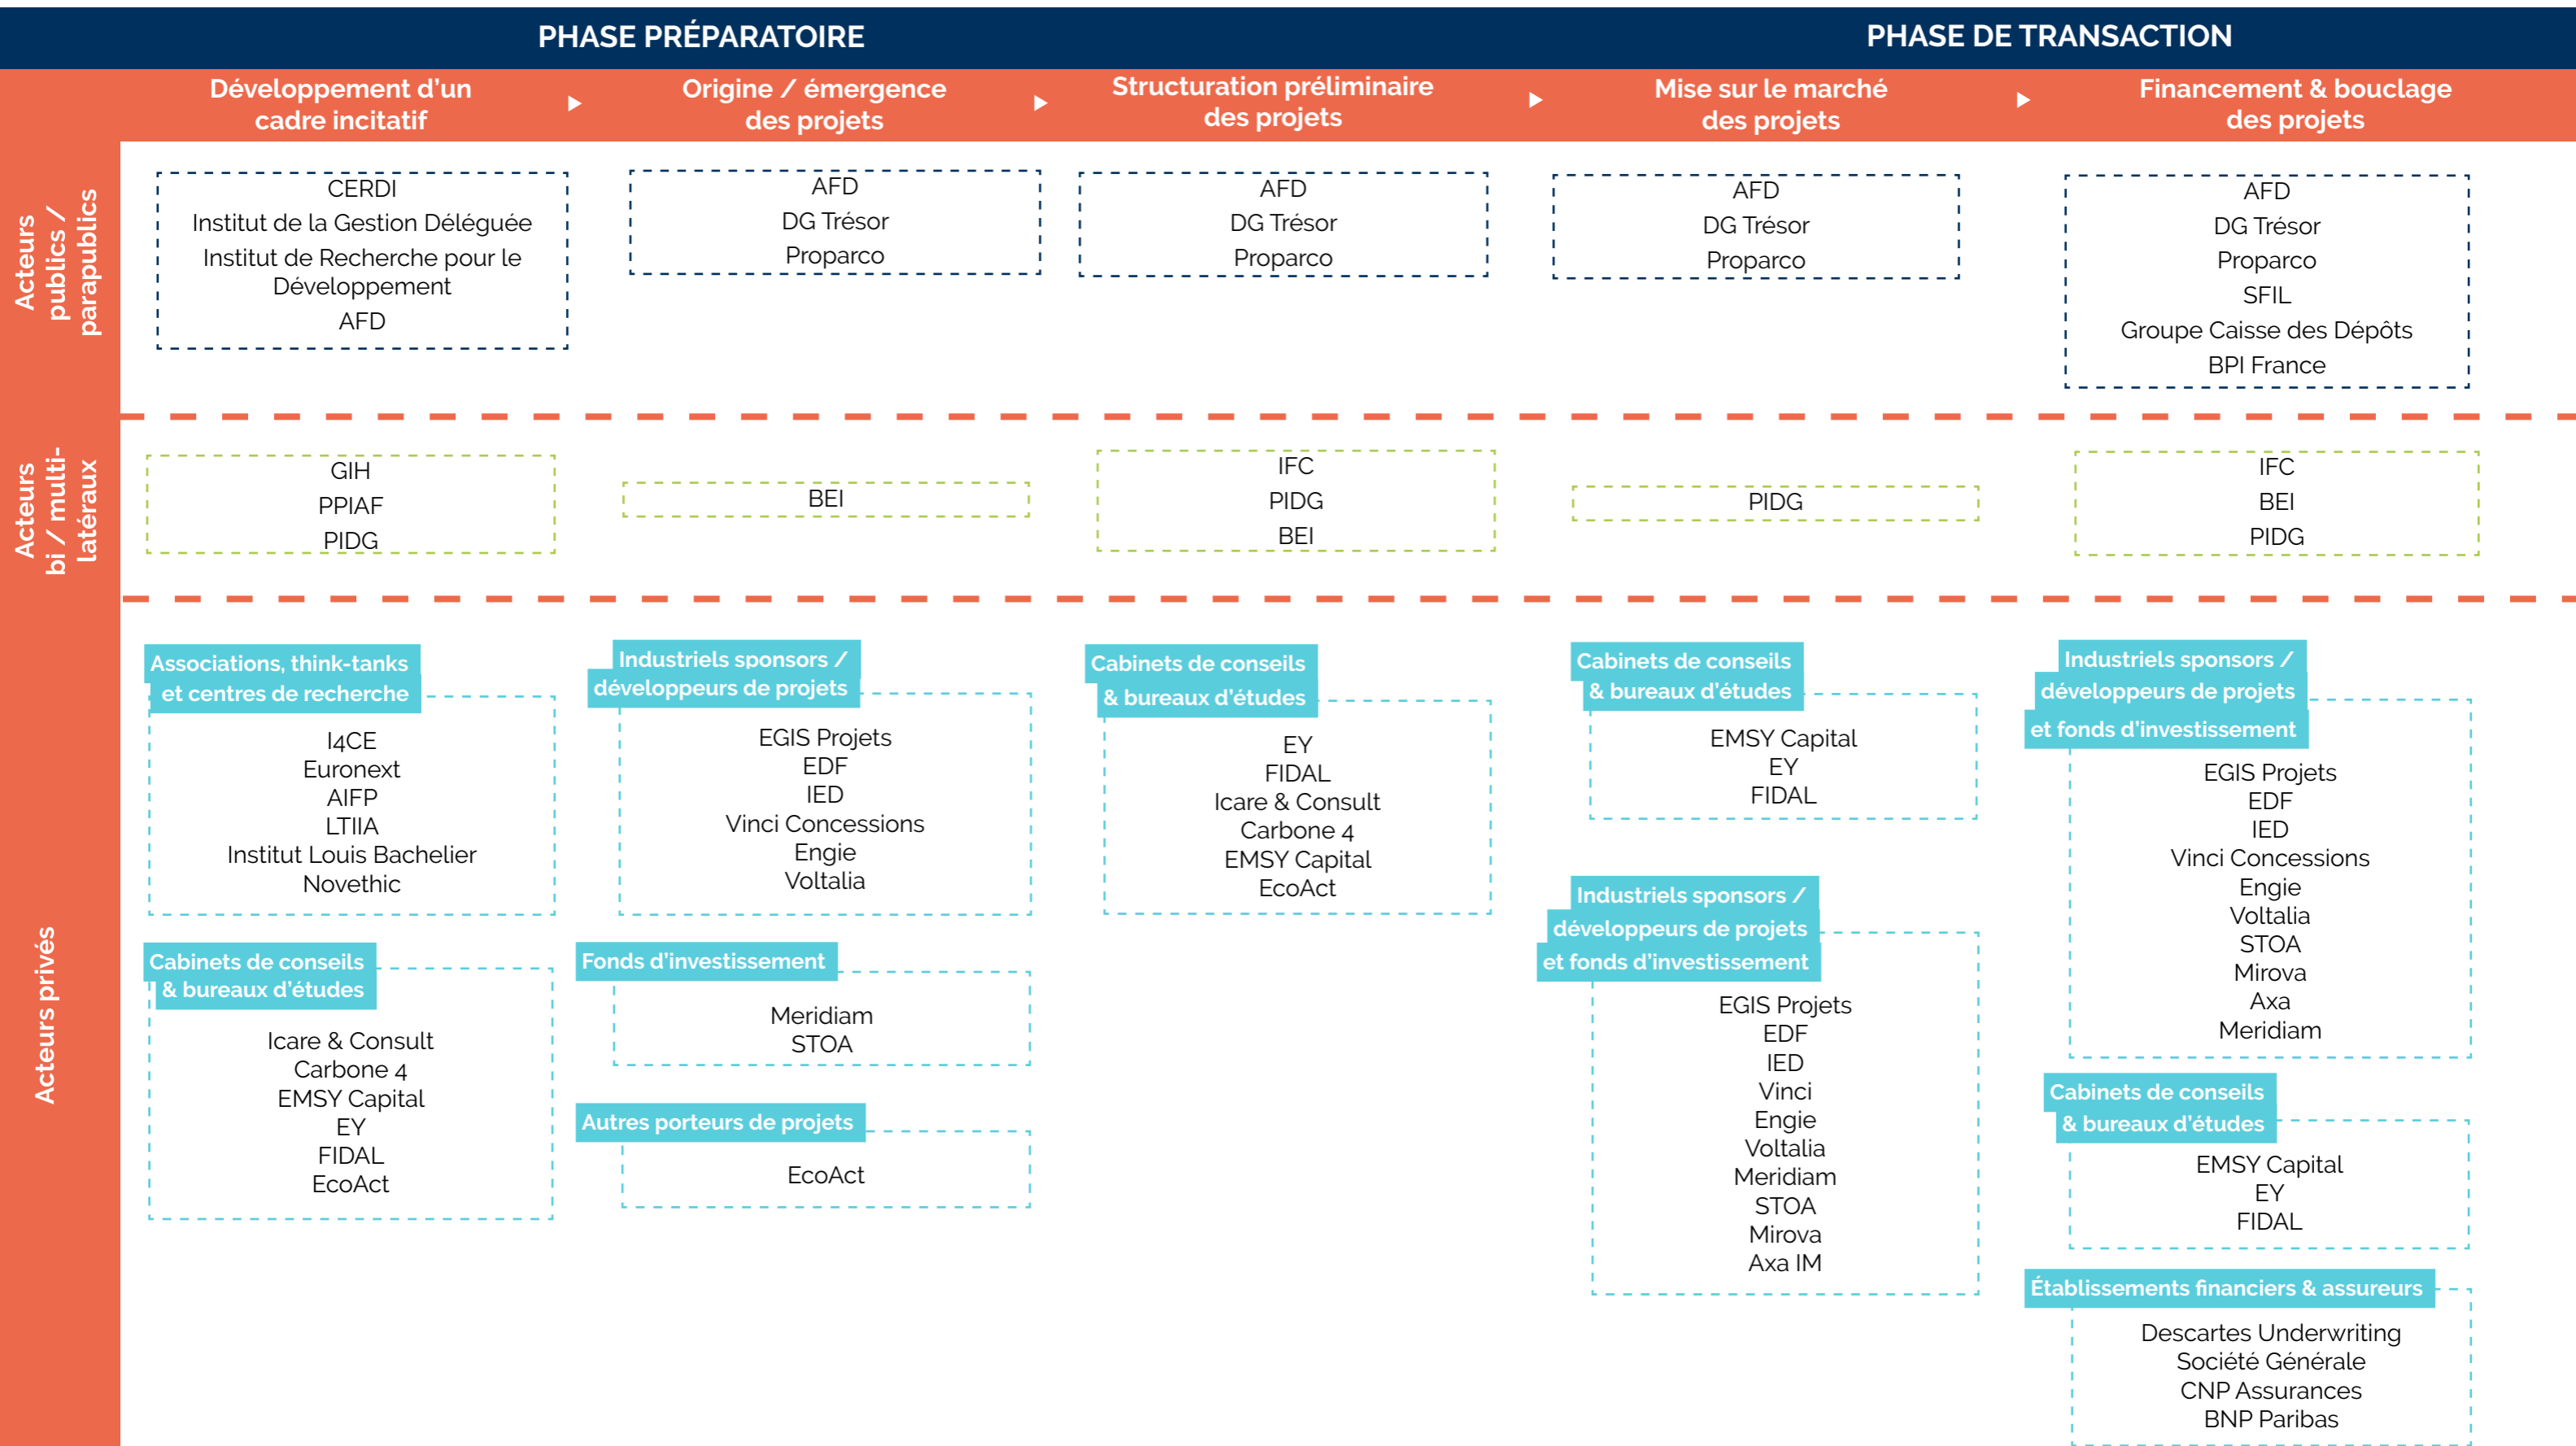 PHASE PRÉPARATOIRE
PHASE DE TRANSACTION
Développement d’un
cadre incitatif
Origine / émergence
des projets
Structuration préliminaire
des projets
Mise sur le marché
des projets
Financement & bouclage
des projets
Acteurs
publics /
parapublics
CERDI
Institut de la Gestion Déléguée
Institut de Recherche pour le
Développement
AFD
AFD
DG Trésor
Proparco
AFD
DG Trésor
Proparco
AFD
DG Trésor
Proparco
AFD
DG Trésor
Proparco
SFIL
Groupe Caisse des Dépôts
BPI France
Acteurs
bi / multi-
latéraux
GIH
PPIAF
PIDG
BEI
IFC
PIDG
BEI
PIDG
IFC
BEI
PIDG
Acteurs privés
Associations, think-tanks
et centres de recherche
I4CE
Euronext
AIFP
LTIIA
Institut Louis Bachelier
Novethic
Cabinets de conseils
& bureaux d’études
Icare & Consult
Carbone 4
EMSY Capital
EY
FIDAL
EcoAct
Industriels sponsors /
développeurs de projets
EGIS Projets
EDF
IED
Vinci Concessions
Engie
Voltalia
Fonds d’investissement
Meridiam
STOA
Autres porteurs de projets
EcoAct
Cabinets de conseils
& bureaux d’études
EY
FIDAL
Icare & Consult
Carbone 4
EMSY Capital
EcoAct
Cabinets de conseils
& bureaux d’études
EMSY Capital
EY
FIDAL
Industriels sponsors /
développeurs de projets
et fonds d’investissement
EGIS Projets
EDF
IED
Vinci
Engie
Voltalia
Meridiam
STOA
Mirova
Axa IM
Industriels sponsors /
développeurs de projets
et fonds d’investissement
EGIS Projets
EDF
IED
Vinci Concessions
Engie
Voltalia
STOA
Mirova
Axa
Meridiam
Cabinets de conseils
& bureaux d’études
EMSY Capital
EY
FIDAL
Établissements financiers & assureurs
Descartes Underwriting
Société Générale
CNP Assurances
BNP Paribas